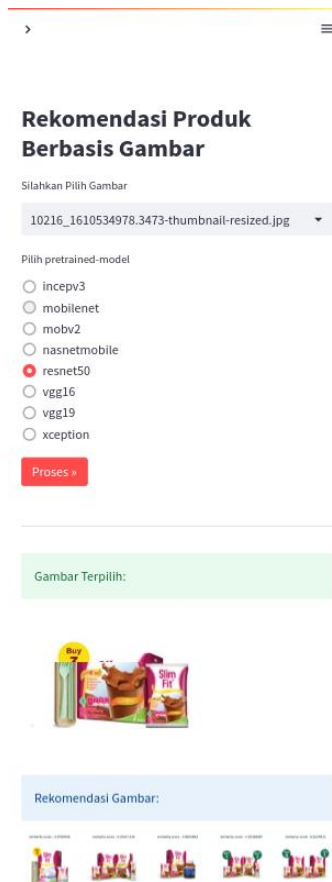 Rekomendasi Produk
Berbasis Gambar
Silahkan Pilih Gambar
10216_1610534978.3473-thumbnail-resized.jpg
Pilih pretrained-model
incepv3
mobilenet
mobv2
nasnetmobile
resnet50
vgg16
vgg19
xception
Proses »
Gambar Terpilih:
Buy
Slim
Fit
Rekomendasi Gambar: